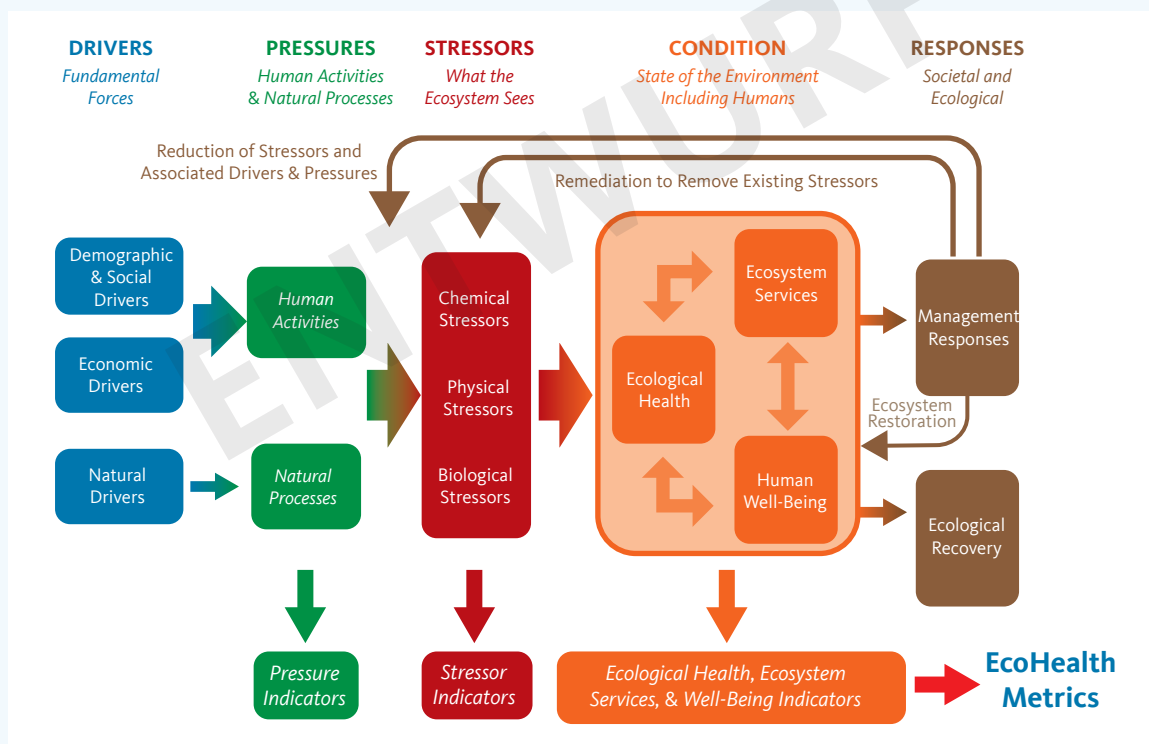 DRIVERS
Fundamental
Forces
PRESSURES
Human Activities
& Natural Processes
STRESSORS
What the
Ecosystem Sees
CONDITION
State of the Environment
Including Humans
RESPONSES
Societal and
Ecological
Reduction of Stressors and
Associated Drivers & Pressures
Remediation to Remove Existing Stressors
Demographic
& Social
Drivers
Economic
Drivers
Natural
Drivers
Human
Activities
Natural
Processes
Chemical
Stressors
Physical
Stressors
Biological
Stressors
Ecological
Health
Ecosystem
Services
Human
Well-Being
Management
Responses
Ecosystem
Restoration
Ecological
Recovery
Pressure
Indicators
Stressor
Indicators
Ecological Health, Ecosystem
Services, & Well-Being Indicators
EcoHealth
Metrics
ENTWURF